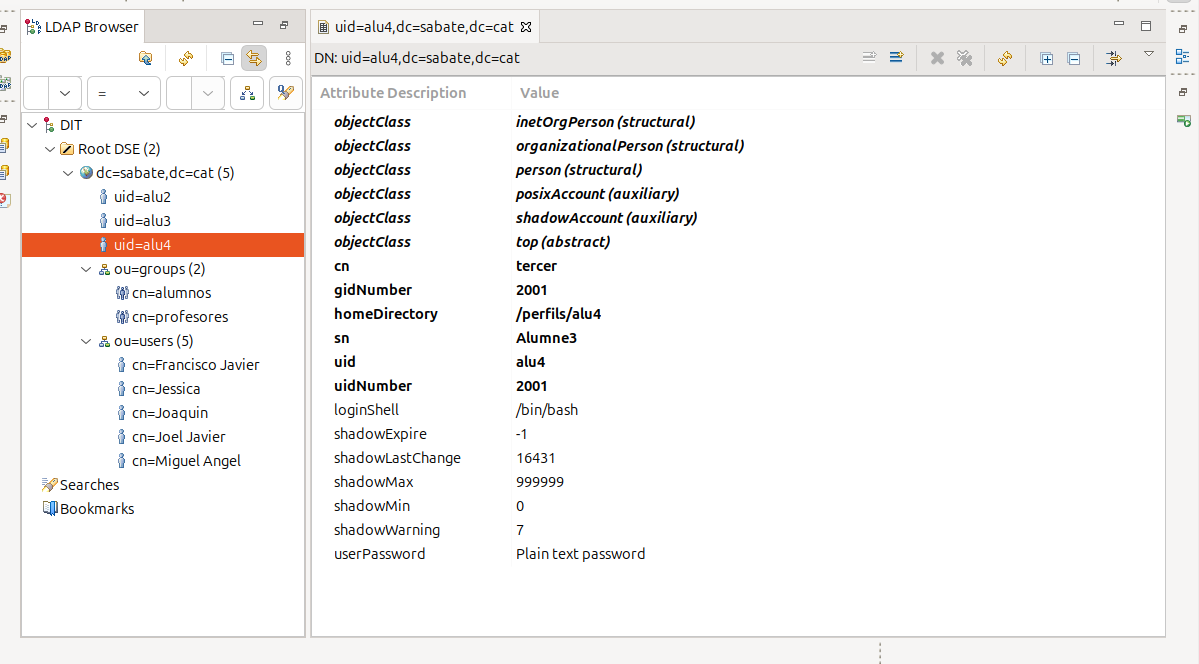 LDAP Browser
=
DIT
Root DSE (2)
dc=sabate,dc=cat (5)
uid=alu2
uid=alu3
uid=alu4
ou=groups (2)
cn=alumnos
cn=profesores
ou=users (5)
cn=Francisco Javier
cn=Jessica
cn=Joaquin
cn=Joel Javier
cn=Miguel Angel
Searches
Bookmarks
uid=alu4,dc=sabate,dc=cat
DN: uid=alu4,dc=sabate,dc=cat
Attribute Description Value
objectClass inetOrgPerson (structural)
objectClass organizationalPerson (structural)
objectClass person (structural)
objectClass posixAccount (auxiliary)
objectClass shadowAccount (auxiliary)
objectClass top (abstract)
cn tercer
gidNumber 2001
homeDirectory /perfils/alu4
sn Alumne3
uid alu4
uidNumber 2001
loginShell /bin/bash
shadowExpire -1
shadowLastChange 16431
shadowMax 999999
shadowMin 0
shadowWarning 7
userPassword Plain text password